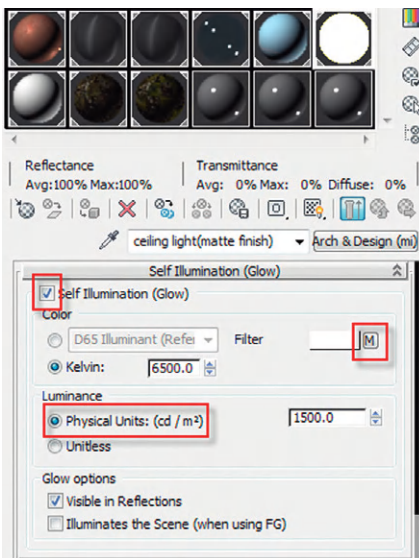 Reflectance Transmittance
Avg:100% Max:100% Avg: 0% Max: 0% Diffuse: 0%
ceiling light(matte finish) Arch & Design (mi)
Self Illumination (Glow)
Self Illumination (Glow)
Color
D65 Illuminant (Refer Filter M
Kelvin: 6500.0
Luminance
Physical Units: (cd / m²) 1500.0
Unitless
Glow options
Visible in Reflections
Illuminates the Scene (when using FG)